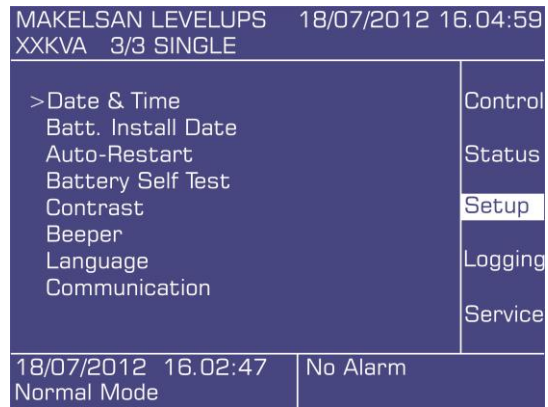 MAKELSAN LEVELUPS 18/07/2012 16.04:59
XXKVA 3/3 SINGLE
>Date & Time
Batt. Install Date
Auto-Restart
Battery Self Test
Contrast
Beeper
Language
Communication
Control
Status
Setup
Logging
Service
18/07/2012 16.02:47
Normal Mode
No Alarm